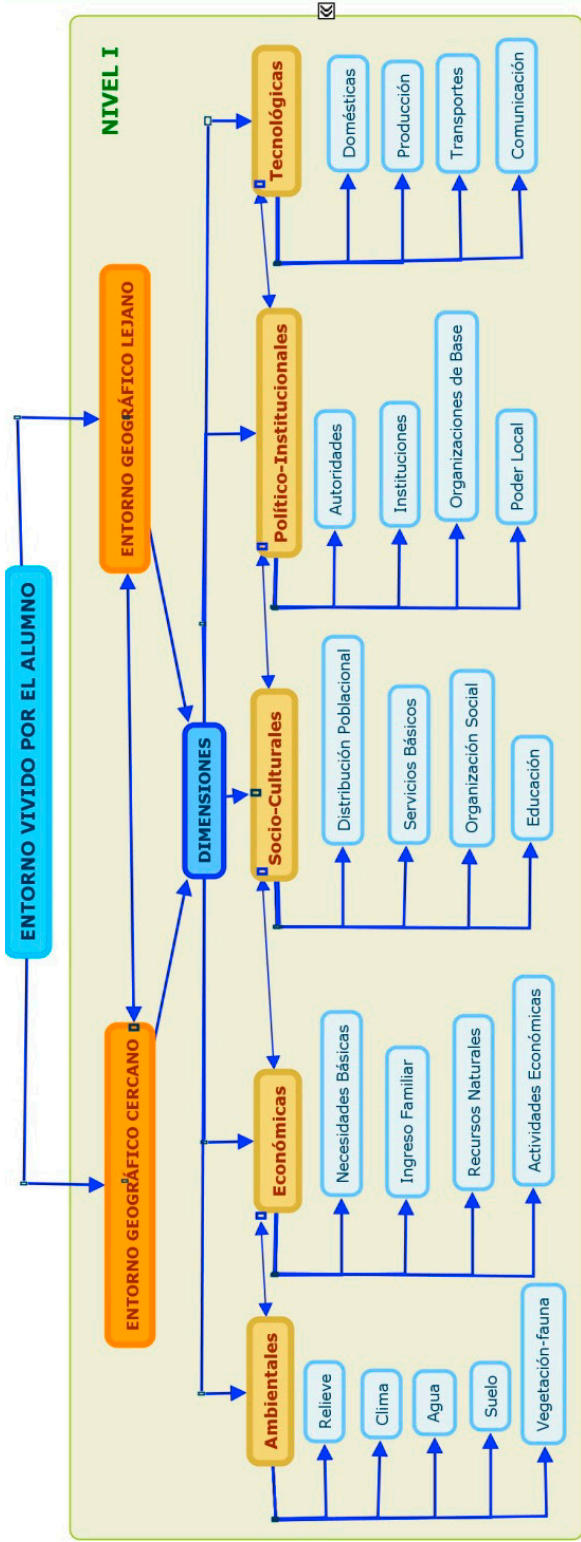 ENTORNO VIVIDO POR EL ALUMNO
NIVEL I
ENTORNO GEOGRÁFICO CERCANO
ENTORNO GEOGRÁFICO LEJANO
DIMENSIONES
Ambientales
Económicas
Socio-Culturales
Político-Institucionales
Tecnológicas
Relieve
Clima
Agua
Suelo
Vegetación-fauna
Necesidades Básicas
Ingreso Familiar
Recursos Naturales
Actividades Económicas
Distribución Poblacional
Servicios Básicos
Organización Social
Educación
Autoridades
Instituciones
Organizaciones de Base
Poder Local
Domésticas
Producción
Transportes
Comunicación